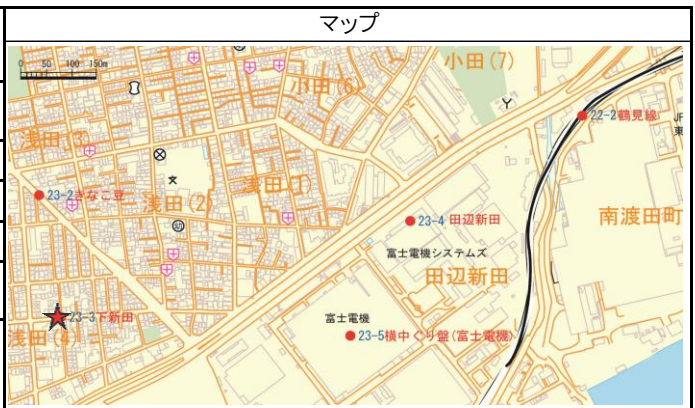 マップ
0 50 100 150m
小田(7)
小田(6)
22-2鶴見線
浅田(3)
浅田(1)
23-2きなこ豆
浅田(2)
23-4 田辺新田
南渡田町
富士電機システムズ
田辺新田
23-3下新田
富士電機
浅田(4)
23-5横中ぐり盤(富士電機)